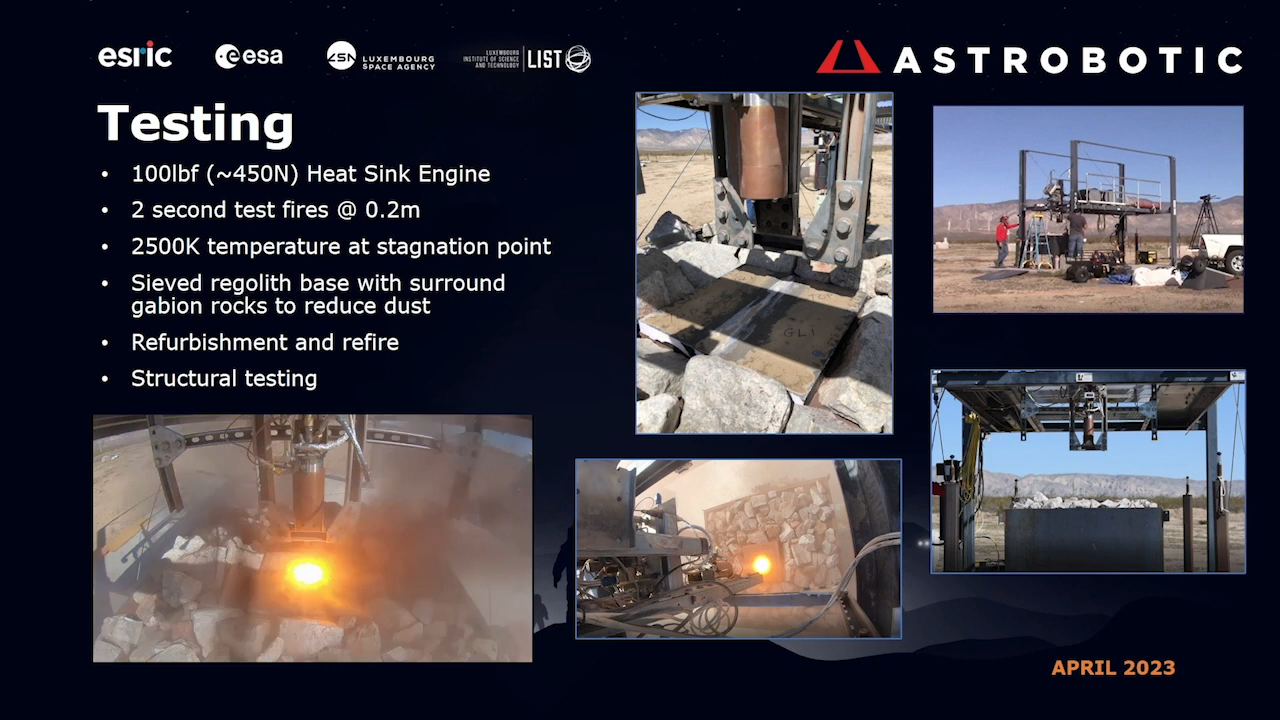 esric
esa
LSA LUXEMBOURG
SPACE AGENCY
LUXEMBOURG
INSTITUTE OF SCIENCE
AND TECHNOLOGY
LIST
ASTROBOTIC
Testing
• 100lbf (~450N) Heat Sink Engine
• 2 second test fires @ 0.2m
• 2500K temperature at stagnation point
• Sieved regolith base with surround
gabion rocks to reduce dust
• Refurbishment and refire
• Structural testing
APRIL 2023